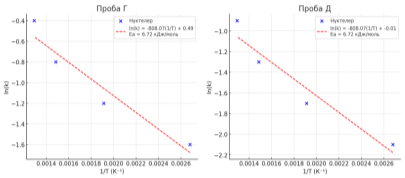 Проба Г
Нүктелер
ln(k) = -808.07(1/T) + 0.49
Ea = 6.72 кДж/моль
ln(k)
−0.4
−0.6
−0.8
−1.0
−1.2
−1.4
−1.6
0.0014 0.0016 0.0018 0.0020 0.0022 0.0024 0.0026
1/T (K⁻¹)
Проба Д
Нүктелер
ln(k) = -808.07(1/T) + -0.01
Ea = 6.72 кДж/моль
ln(k)
−1.0
−1.2
−1.4
−1.6
−1.8
−2.0
−2.2
0.0014 0.0016 0.0018 0.0020 0.0022 0.0024 0.0026
1/T (K⁻¹)